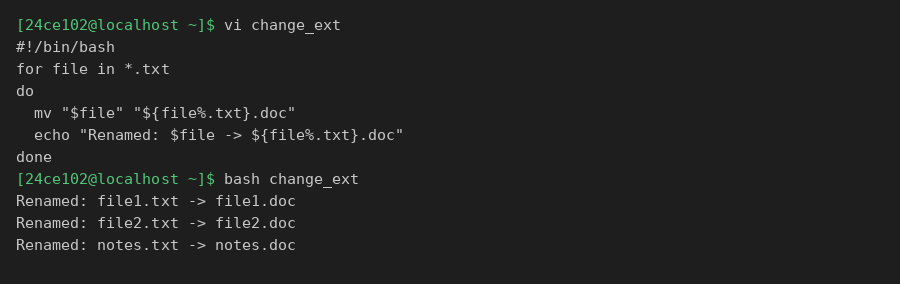 [24ce102@localhost ~]$ vi change_ext
#!/bin/bash
for file in *.txt
do
  mv "$file" "${file%.txt}.doc"
  echo "Renamed: $file -> ${file%.txt}.doc"
done
[24ce102@localhost ~]$ bash change_ext
Renamed: file1.txt -> file1.doc
Renamed: file2.txt -> file2.doc
Renamed: notes.txt -> notes.doc